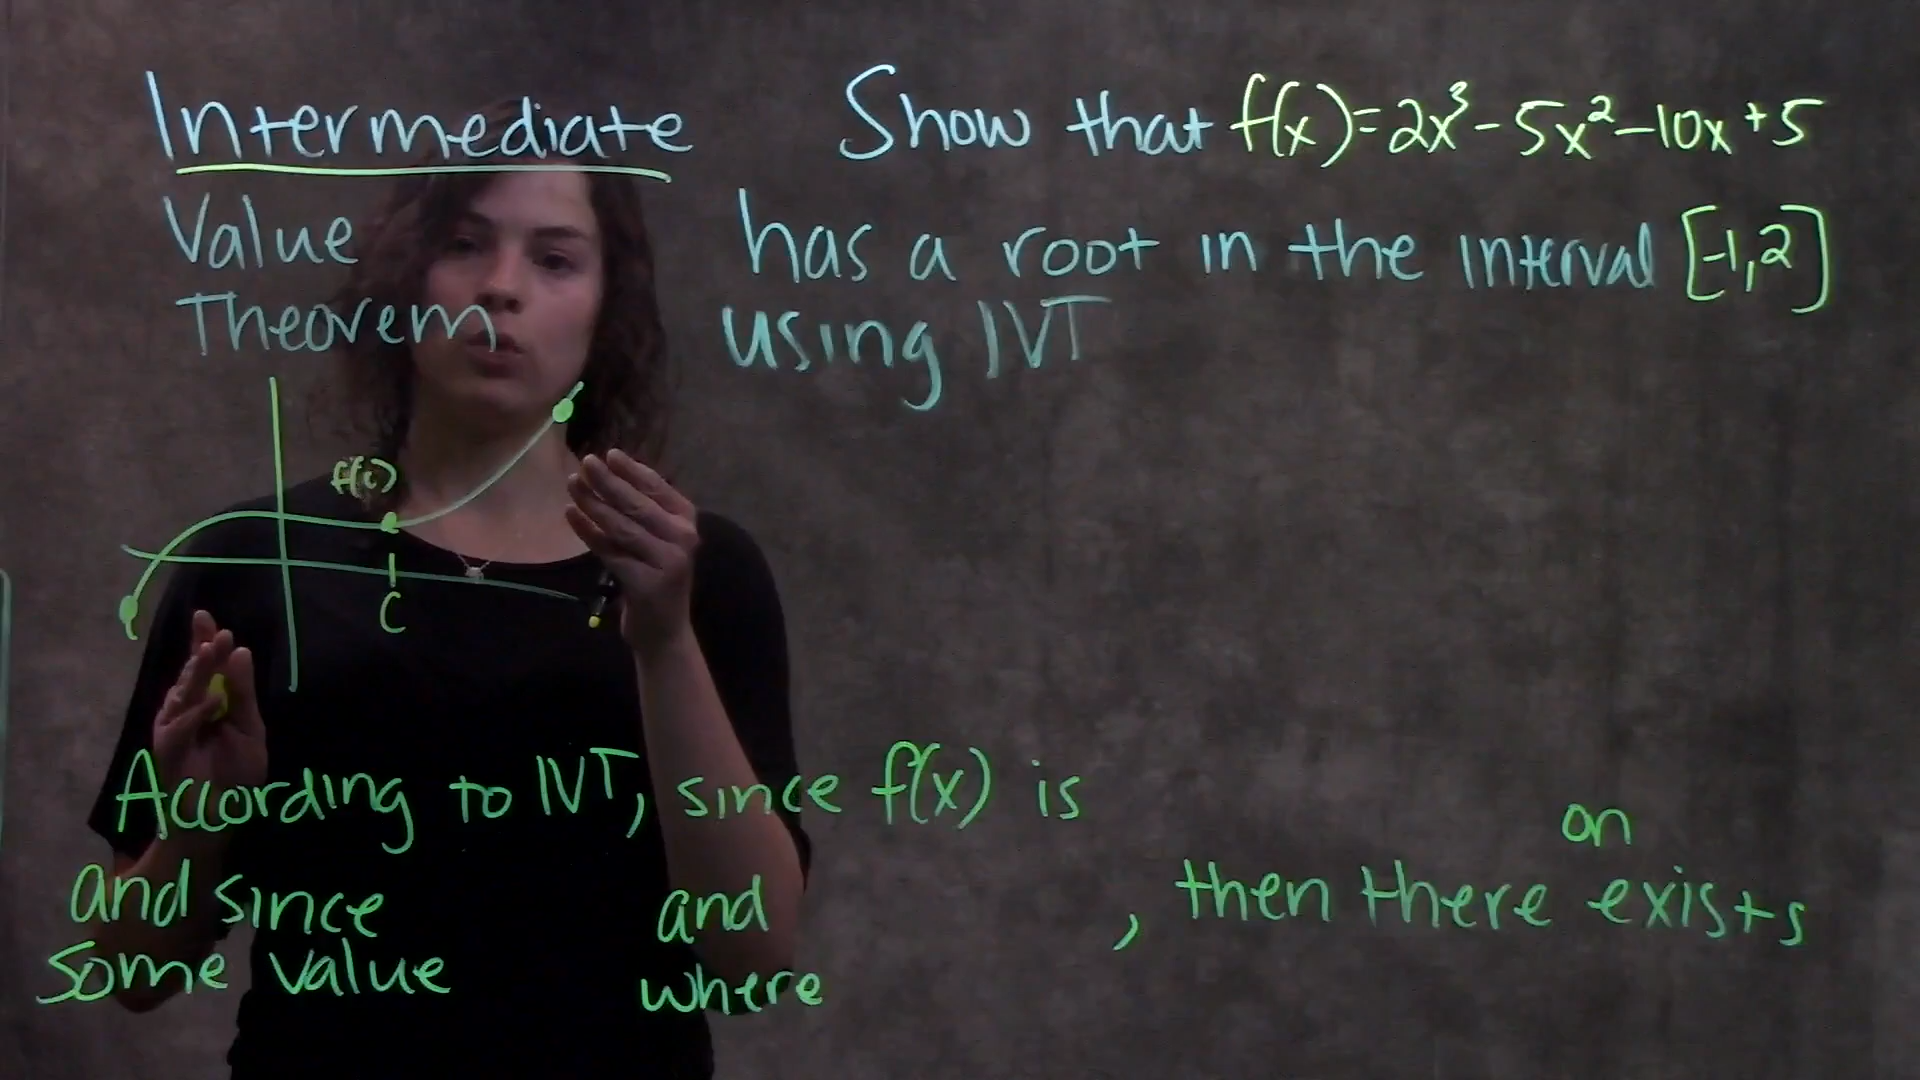 Intermediate
Value
Theorem
Show that f(x)=2x³-5x²-10x+5
has a root in the interval [-1,2]
using IVT
f(c)
c
According to IVT, since f(x) is
on
and since and , then there exists
some value where